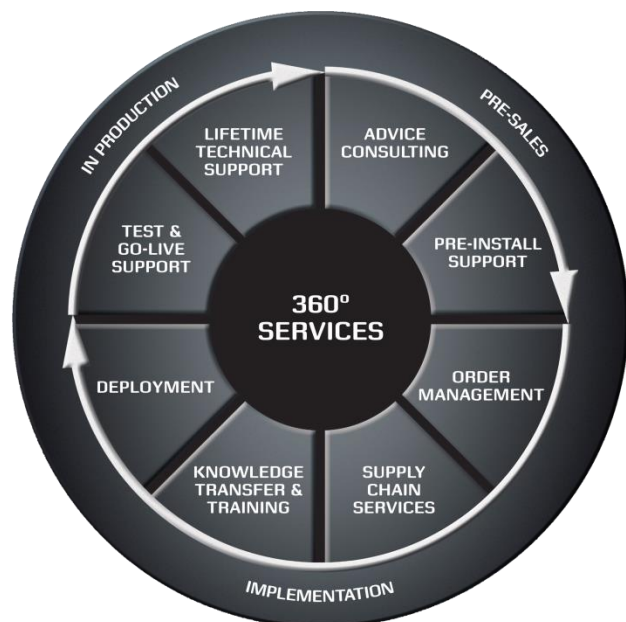 IN PRODUCTION
PRE-SALES
LIFETIME
TECHNICAL
SUPPORT
ADVICE
CONSULTING
TEST &
GO-LIVE
SUPPORT
PRE-INSTALL
SUPPORT
360º
SERVICES
DEPLOYMENT
ORDER
MANAGEMENT
KNOWLEDGE
TRANSFER &
TRAINING
SUPPLY
CHAIN
SERVICES
IMPLEMENTATION